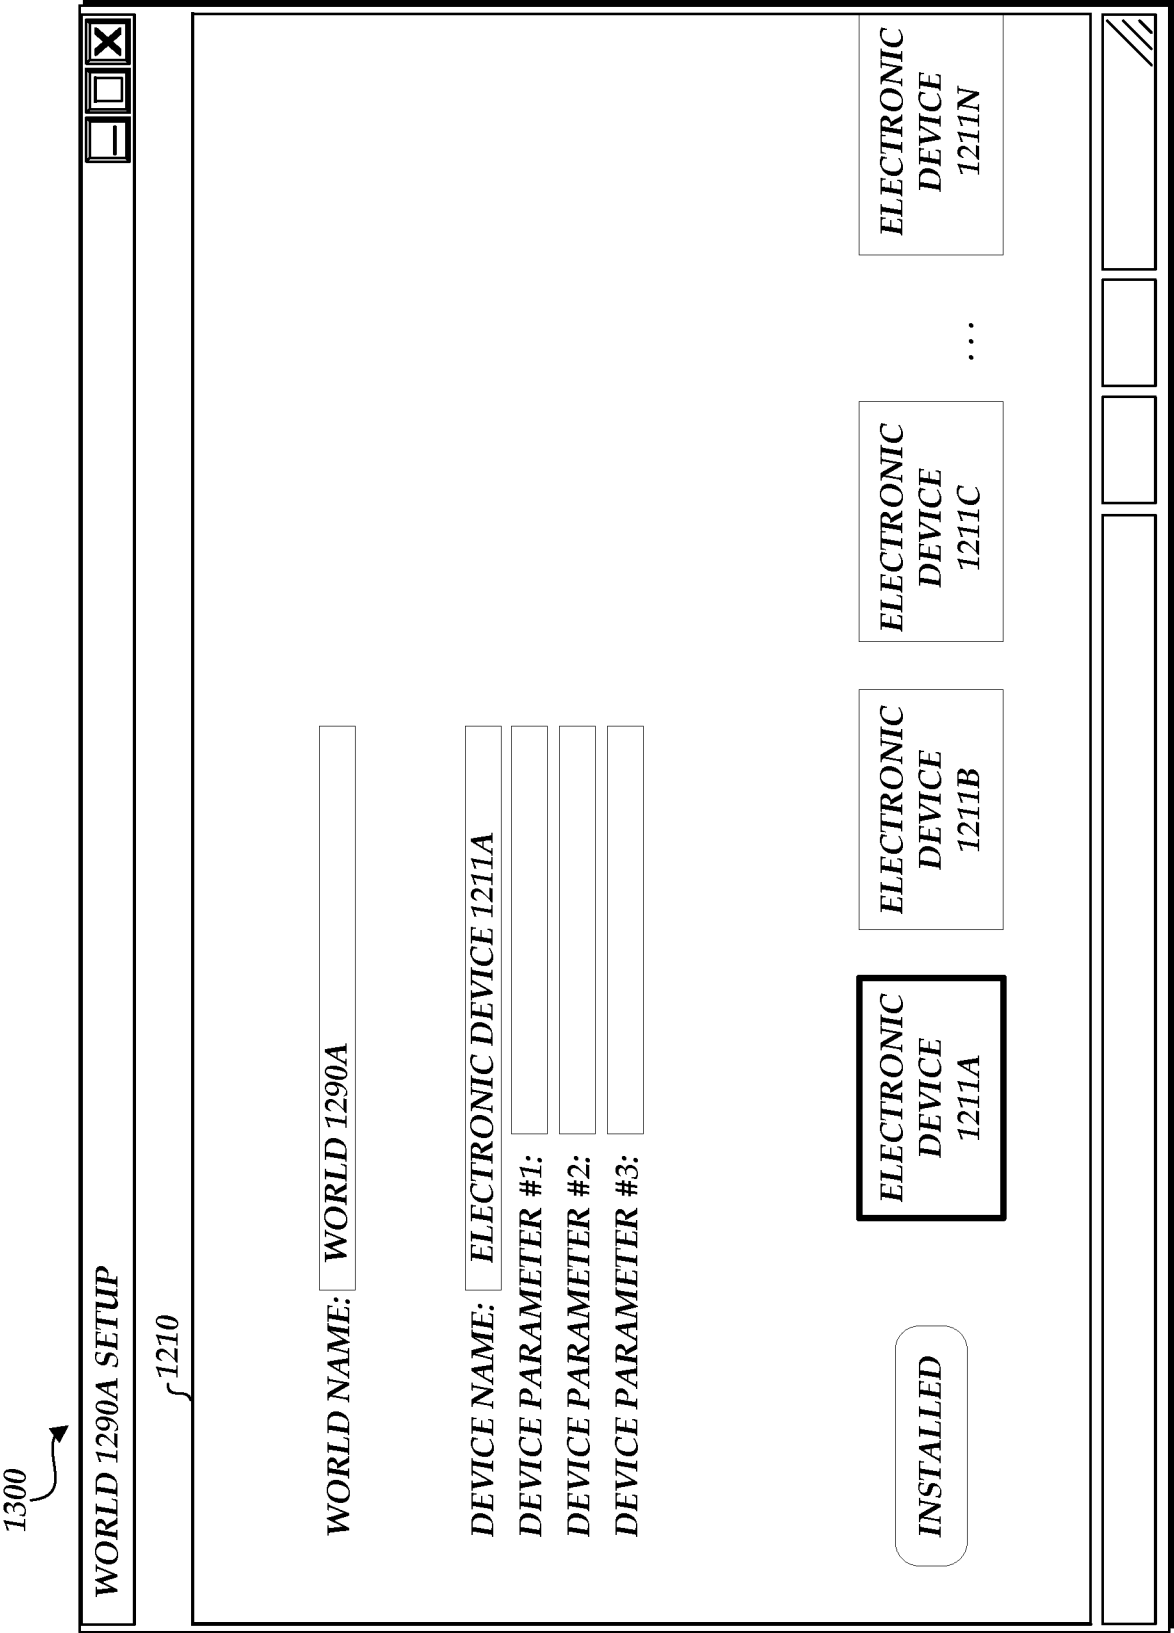 1300
WORLD 1290A SETUP
1210
WORLD NAME: WORLD 1290A
DEVICE NAME: ELECTRONIC DEVICE 1211A
DEVICE PARAMETER #1:
DEVICE PARAMETER #2:
DEVICE PARAMETER #3:
INSTALLED
ELECTRONIC
DEVICE
1211A
ELECTRONIC
DEVICE
1211B
ELECTRONIC
DEVICE
1211C
...
ELECTRONIC
DEVICE
1211N